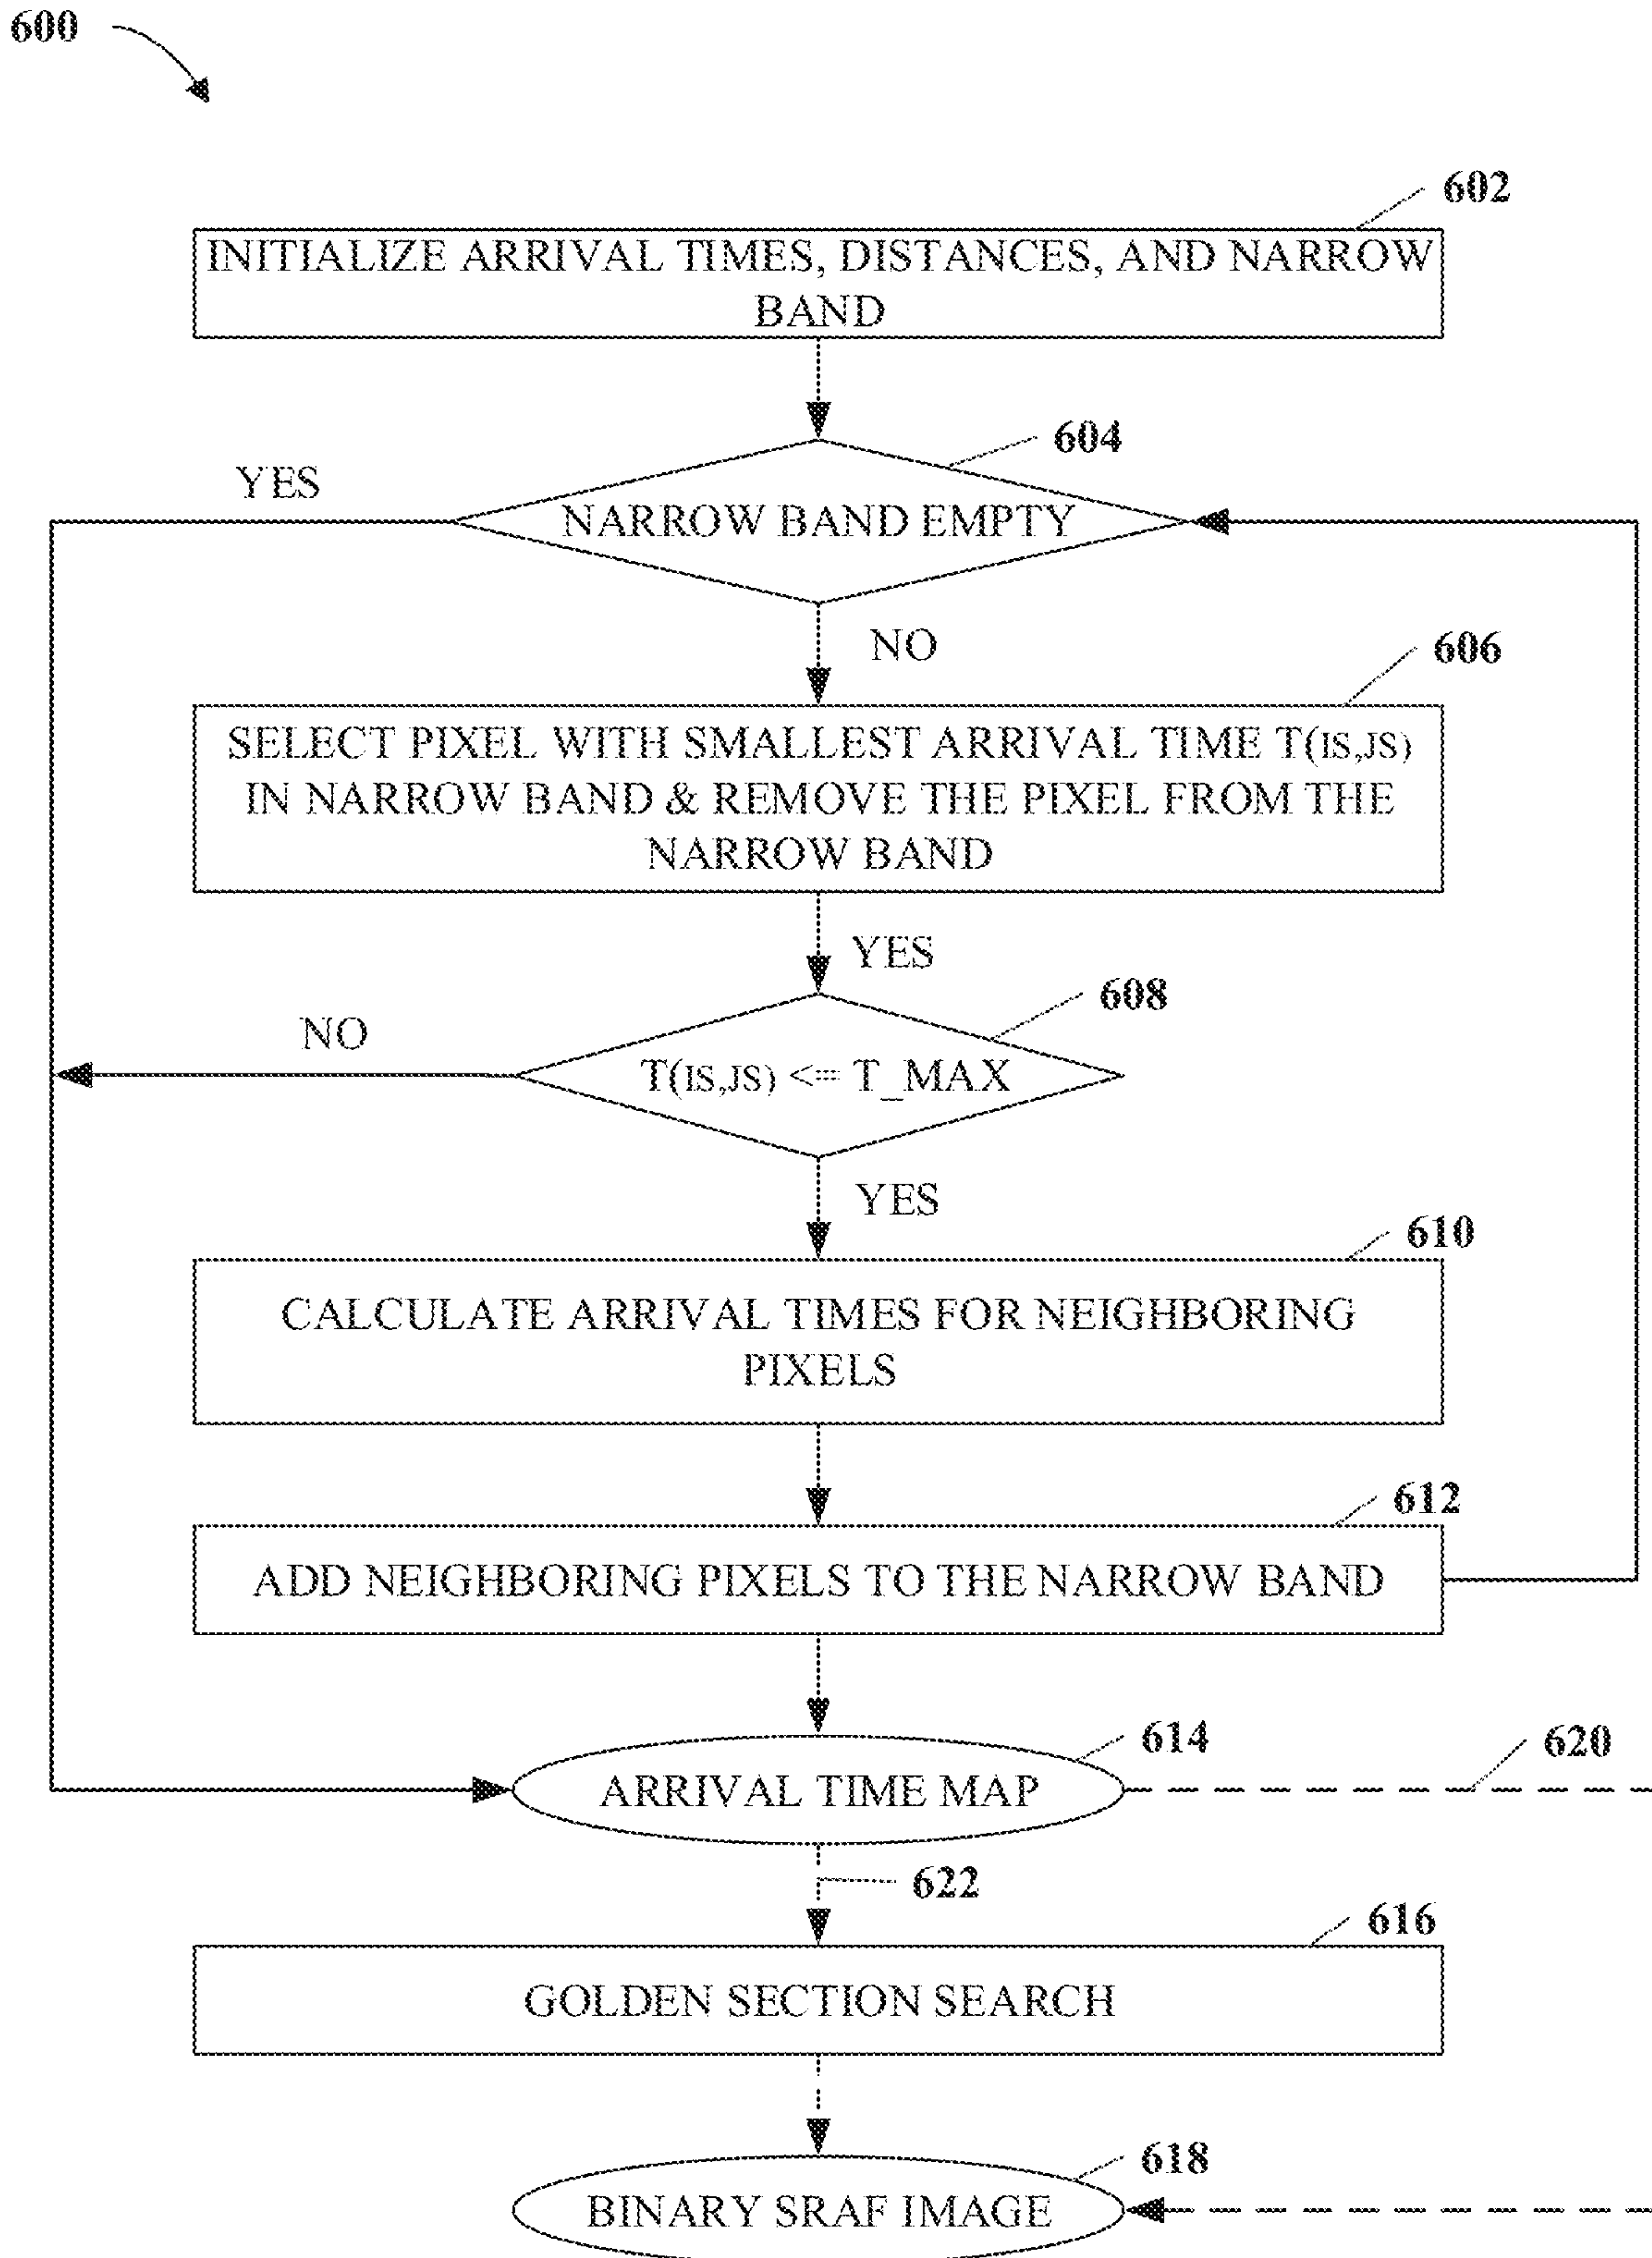 600
602
INITIALIZE ARRIVAL TIMES, DISTANCES, AND NARROW
BAND
604
YES
NARROW BAND EMPTY
NO
606
SELECT PIXEL WITH SMALLEST ARRIVAL TIME T(IS,JS)
IN NARROW BAND & REMOVE THE PIXEL FROM THE
NARROW BAND
YES
608
NO
T(IS,JS) <= T_MAX
YES
610
CALCULATE ARRIVAL TIMES FOR NEIGHBORING
PIXELS
612
ADD NEIGHBORING PIXELS TO THE NARROW BAND
614
620
ARRIVAL TIME MAP
622
616
GOLDEN SECTION SEARCH
618
BINARY SRAF IMAGE